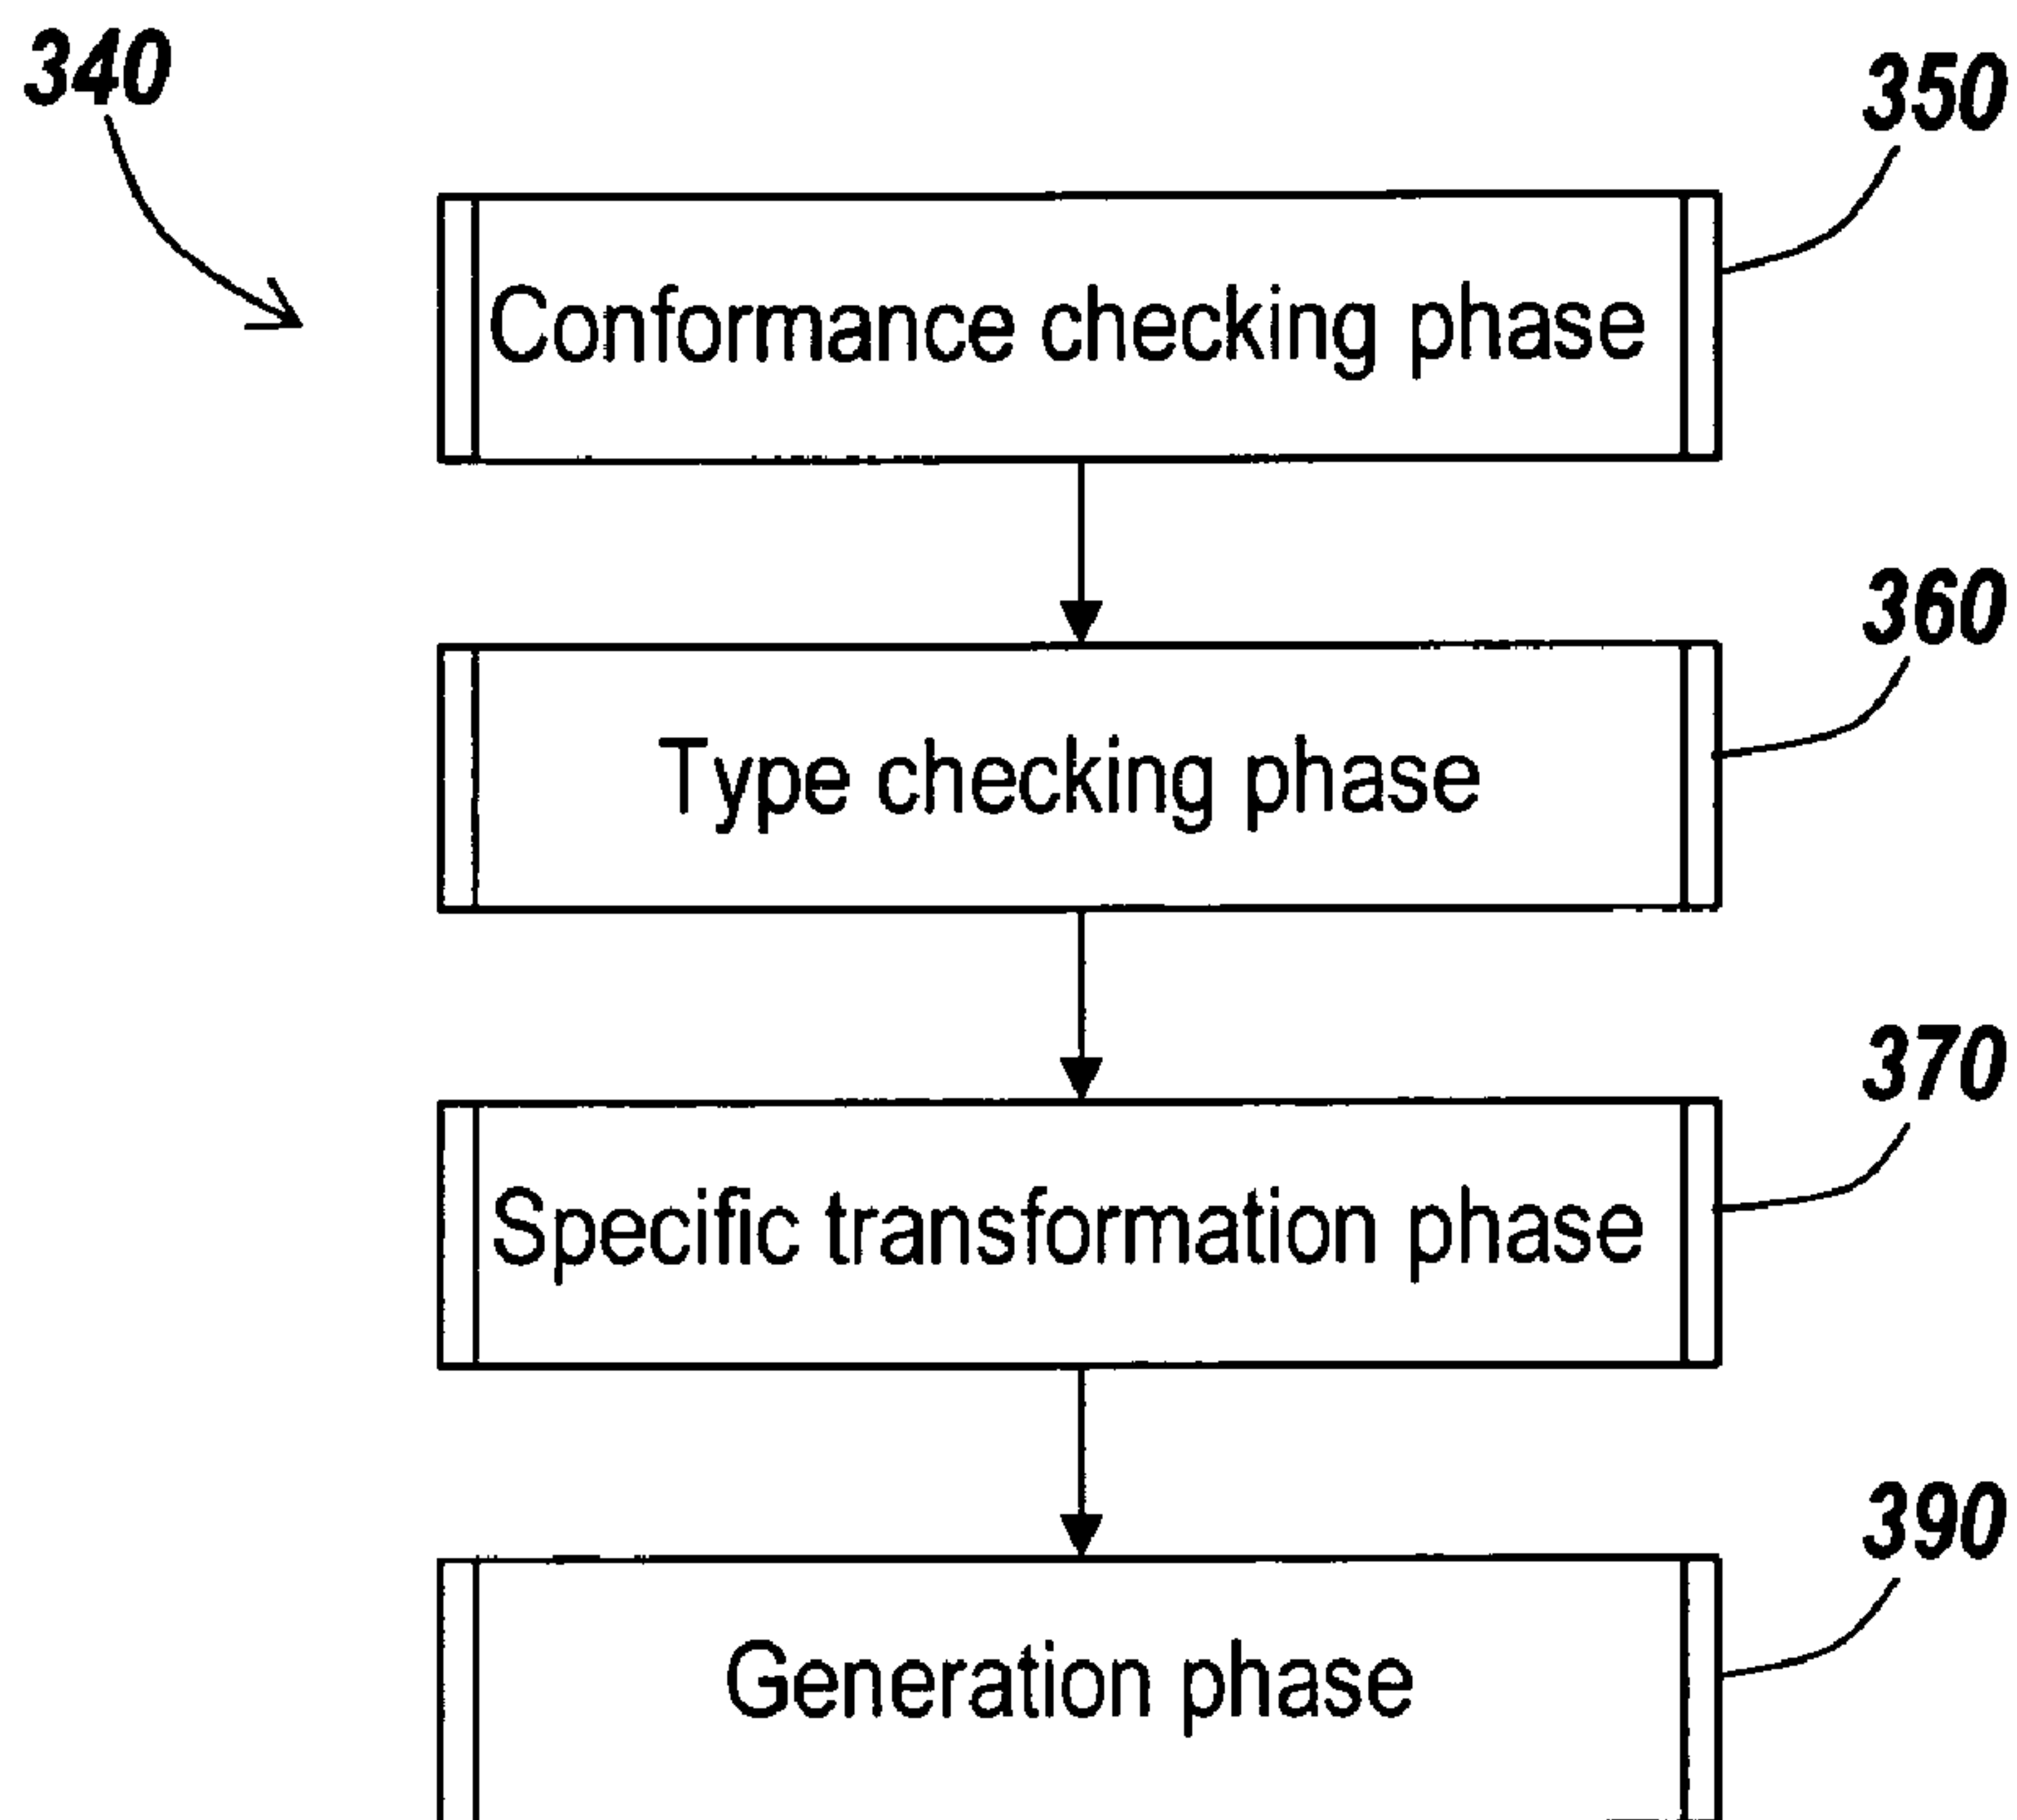 340
350
Conformance checking phase
360
Type checking phase
370
Specific transformation phase
390
Generation phase